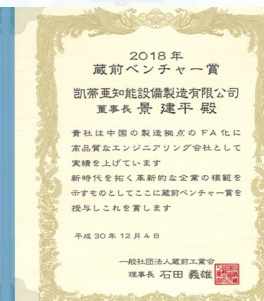 2018年
蔵前ベンチャー賞
凯蒂亜知能設備製造有限公司
董事長 景 建平 殿
貴社は中国の製造拠点のFA化に
高品質なエンジニアリング会社として
実績を上げています
新時代を拓く革新的な企業の模範を
示すものとしてここに蔵前ベンチャー賞を
授与しこれを賞します
平成30年12月4日
一般社団法人蔵前工業会
理事長 石田 義雄